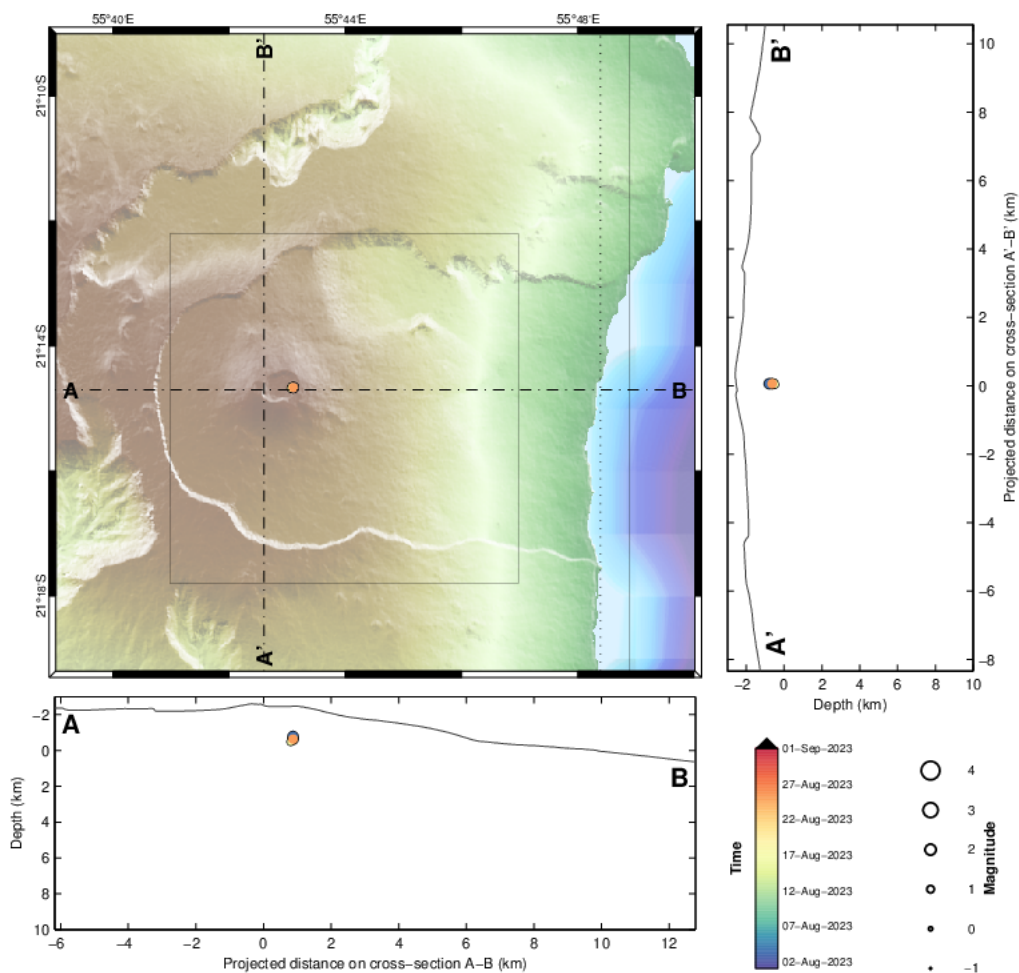 55°40'E 55°44'E 55°48'E
21°10'S
21°14'S
21°18'S
B'
A B
A'
B'
A'
10
8
6
4
2
0
−2
−4
−6
−8
Projected distance on cross−section A'−B' (km)
−2 0 2 4 6 8 10
Depth (km)
A
B
−2
0
2
4
6
8
10
Depth (km)
−6 −4 −2 0 2 4 6 8 10 12
Projected distance on cross−section A−B (km)
Time
01−Sep−2023
27−Aug−2023
22−Aug−2023
17−Aug−2023
12−Aug−2023
07−Aug−2023
02−Aug−2023
4
3
2
1
0
−1
Magnitude